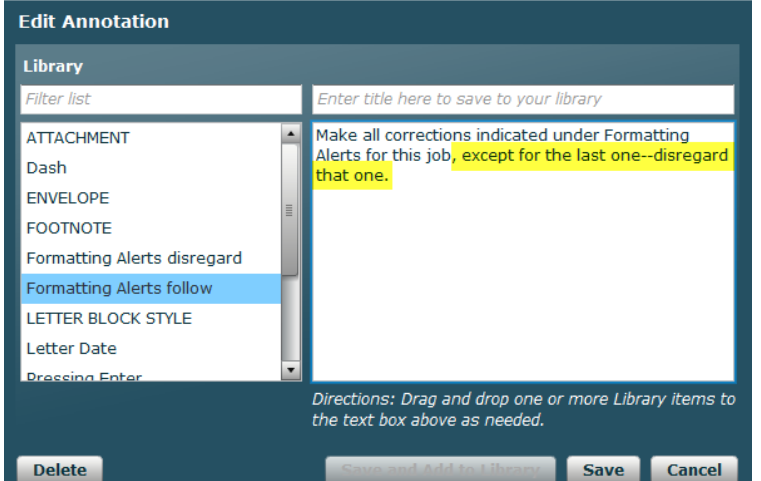 Edit Annotation
Library
Filter list
Enter title here to save to your library
ATTACHMENT
Dash
ENVELOPE
FOOTNOTE
Formatting Alerts disregard
Formatting Alerts follow
LETTER BLOCK STYLE
Letter Date
Pressing Enter
Make all corrections indicated under Formatting
Alerts for this job, except for the last one--disregard
that one.
Directions: Drag and drop one or more Library items to
the text box above as needed.
Delete
Save and Add to Library
Save
Cancel